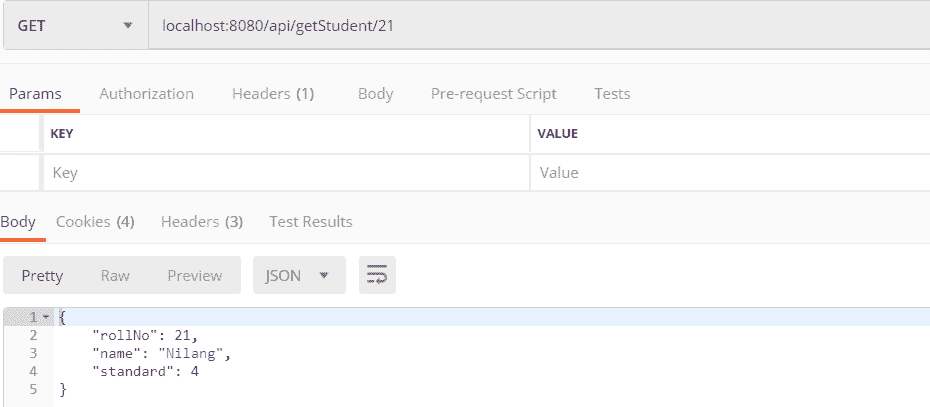 GET localhost:8080/api/getStudent/21
Params Authorization Headers (1) Body Pre-request Script Tests
KEY VALUE
Key Value
Body Cookies (4) Headers (3) Test Results
Pretty Raw Preview JSON
1 {
2 "rollNo": 21,
3 "name": "Nilang",
4 "standard": 4
5 }